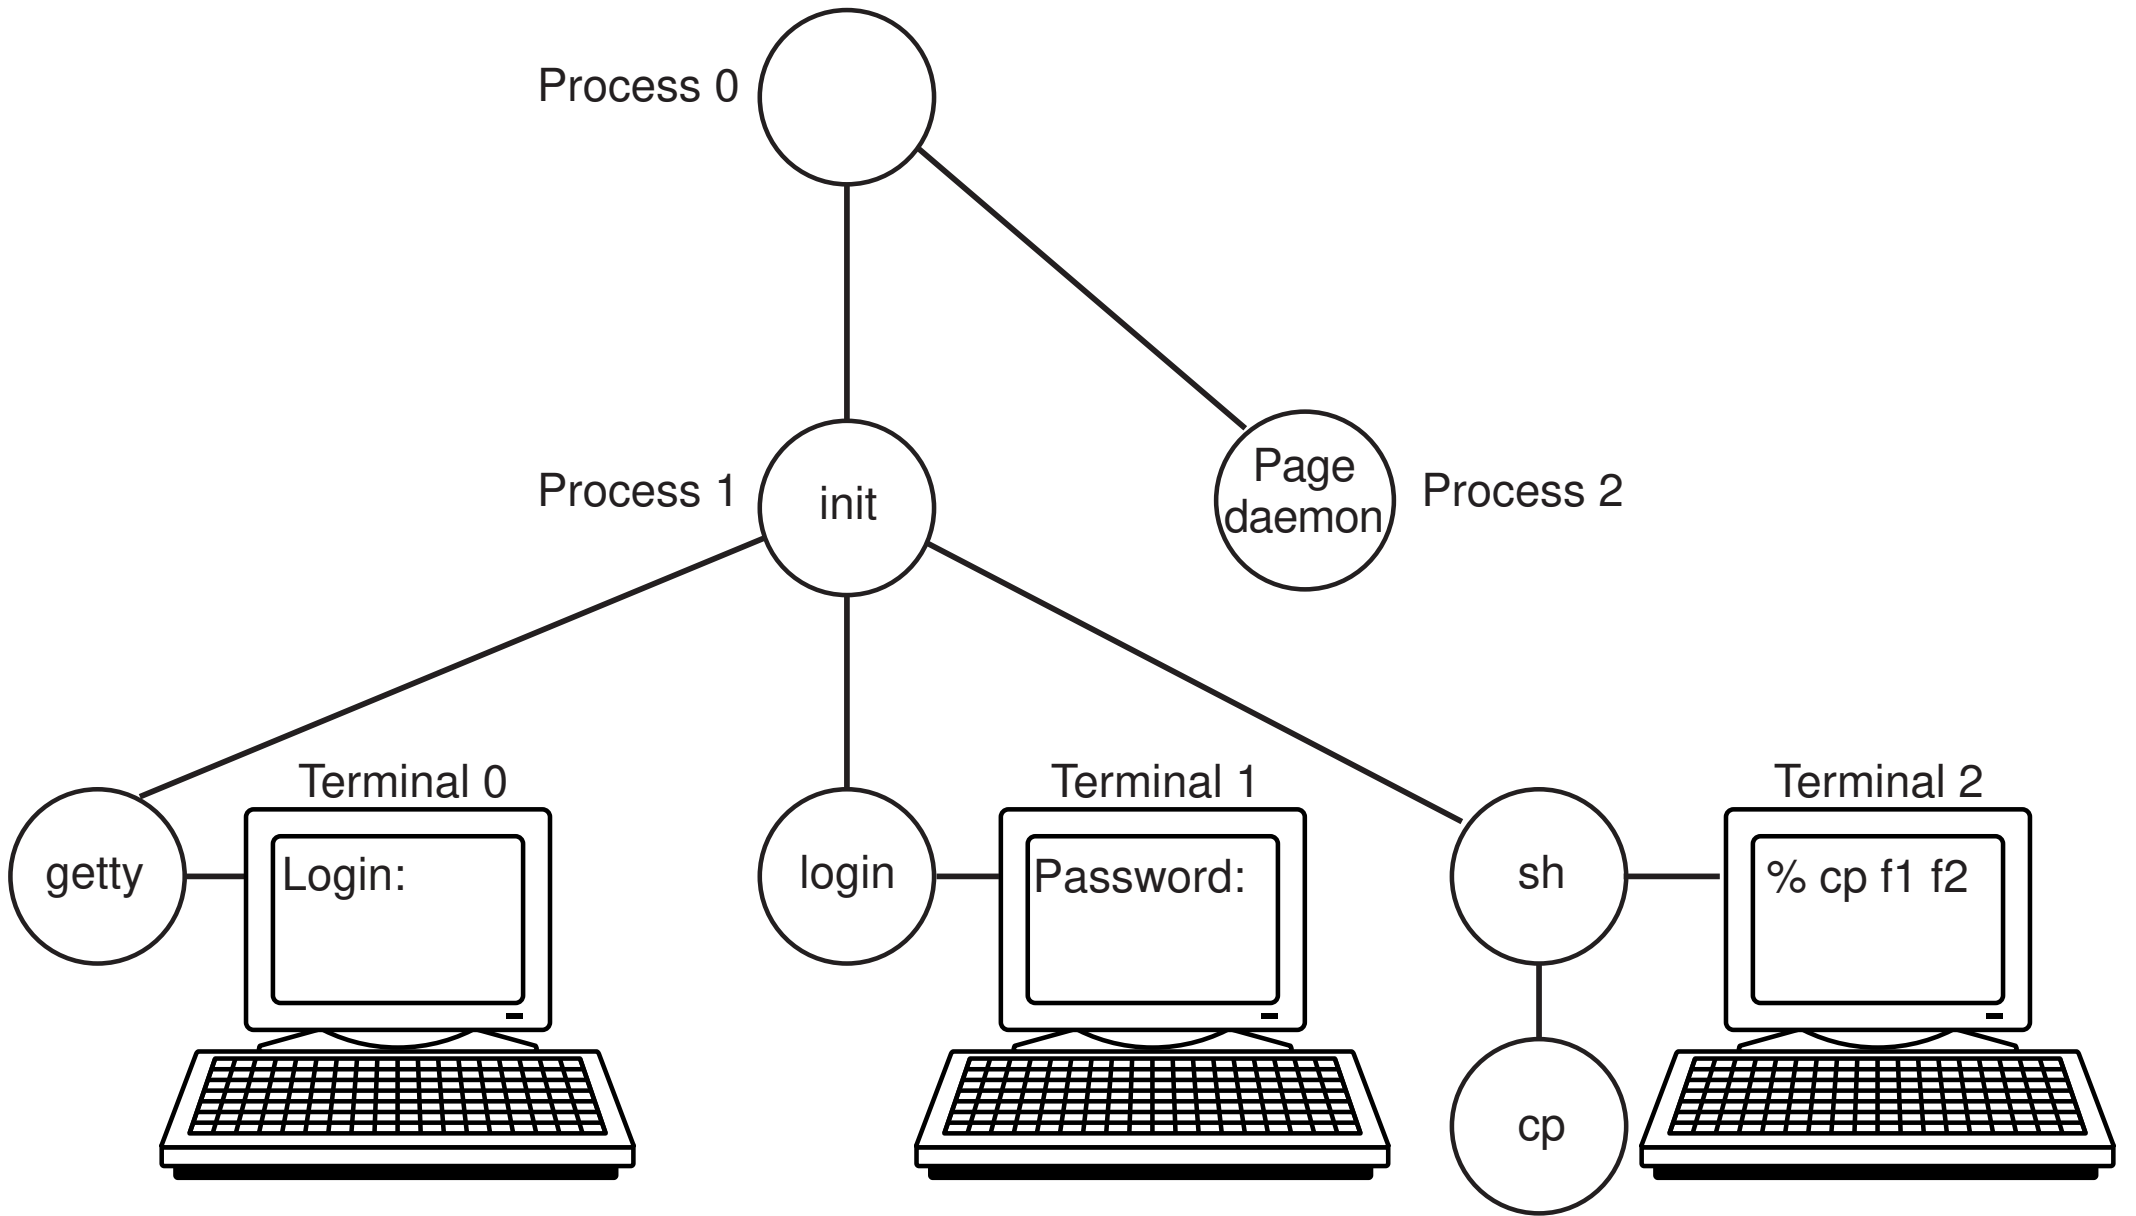 Process 0
Process 1
init
Page
daemon
Process 2
Terminal 0
Terminal 1
Terminal 2
getty
Login:
login
Password:
sh
% cp f1 f2
cp